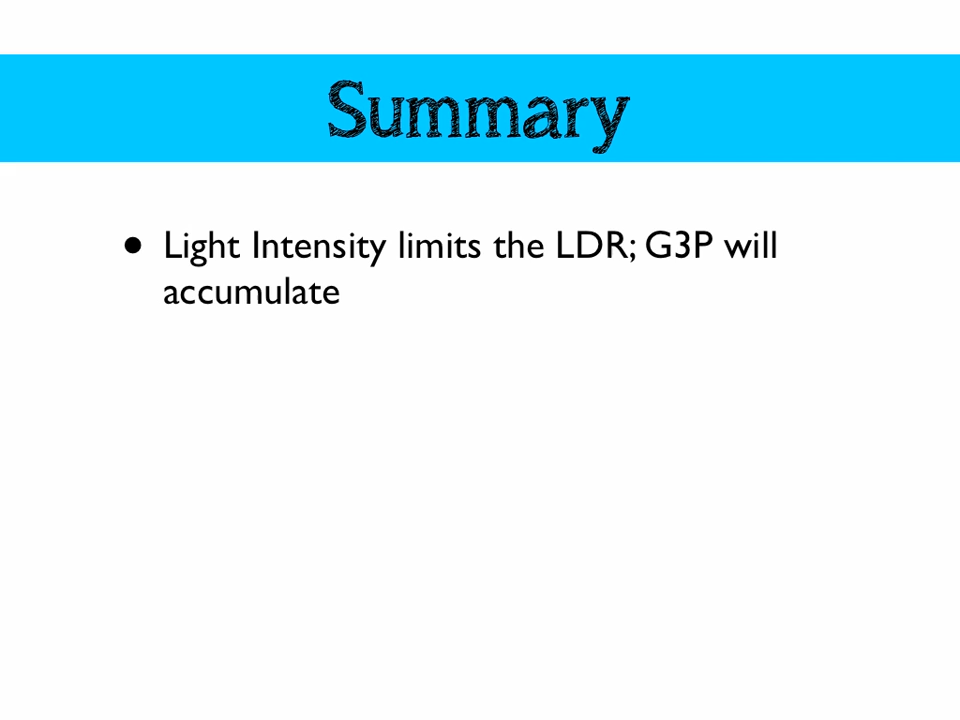 Summary
• Light Intensity limits the LDR; G3P will
accumulate